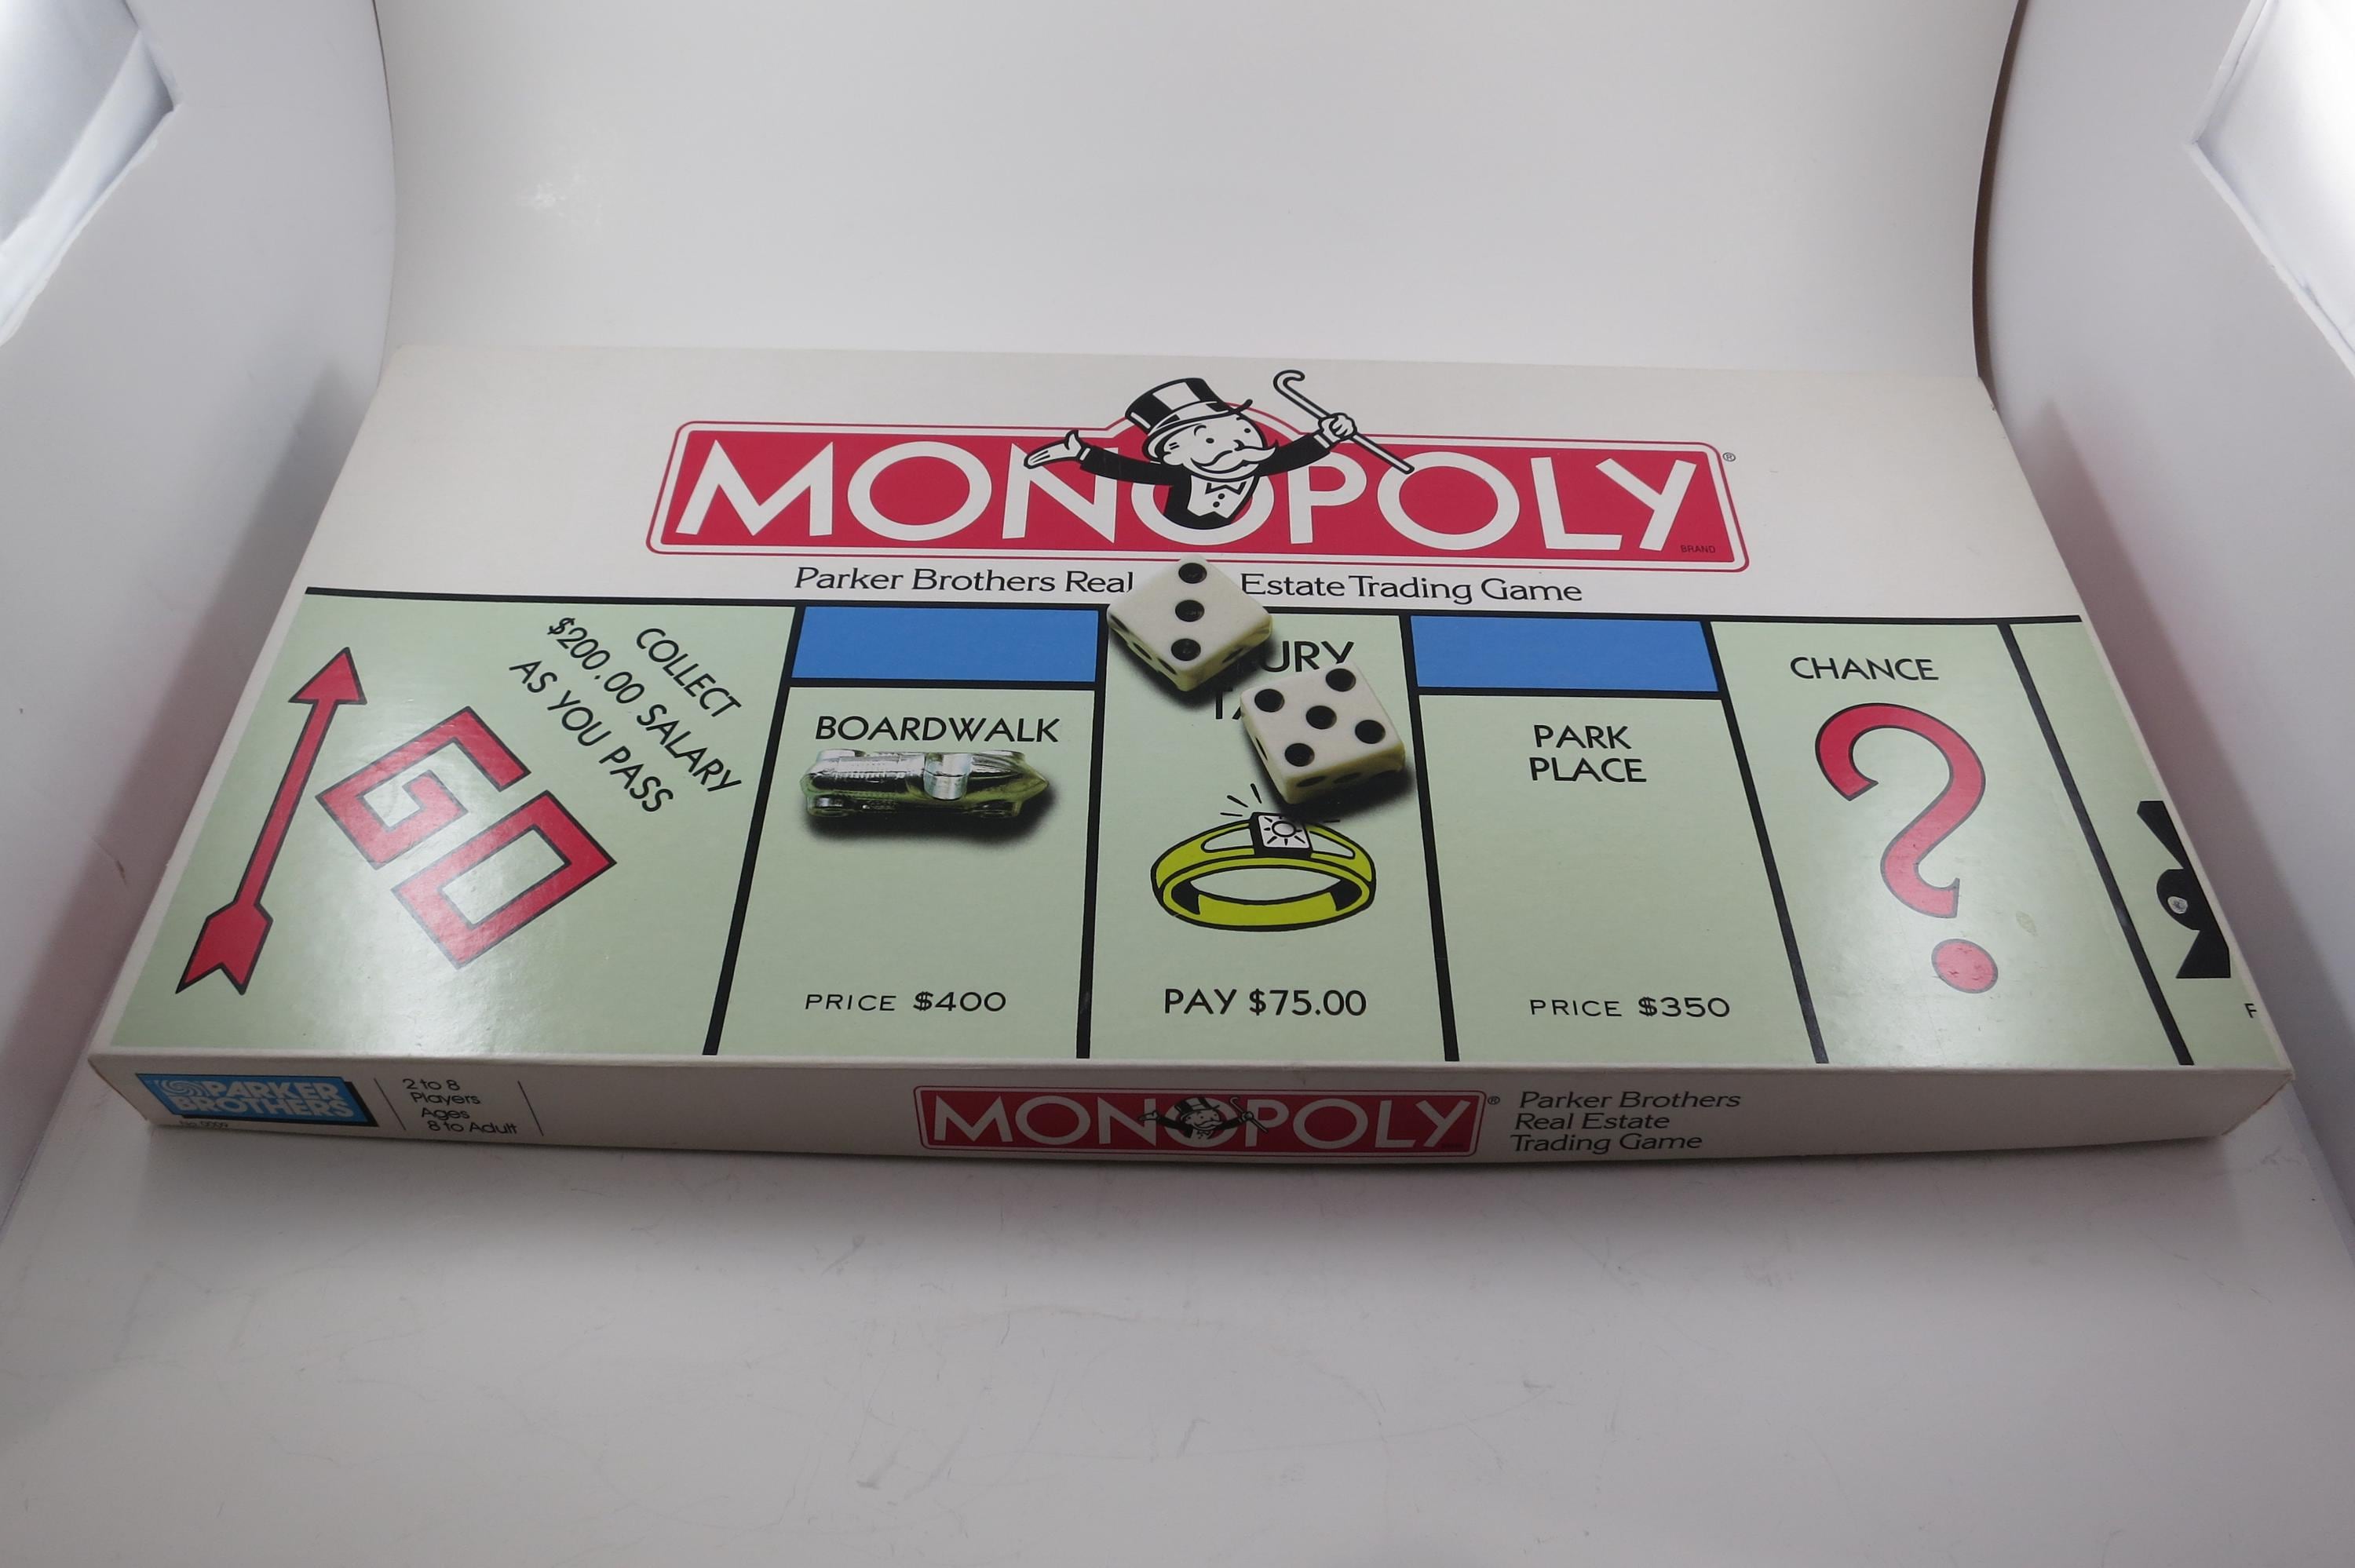 MONOPOLY
®
BRAND
Parker Brothers Real Estate Trading Game
COLLECT
$200.00 SALARY
AS YOU PASS
GO
BOARDWALK
PRICE $400
URY
PAY $75.00
PARK
PLACE
PRICE $350
CHANCE
?
F
PARKER
BROTHERS
2 to 8
Players
Ages
8 to Adult
MONOPOLY
®
Parker Brothers
Real Estate
Trading Game